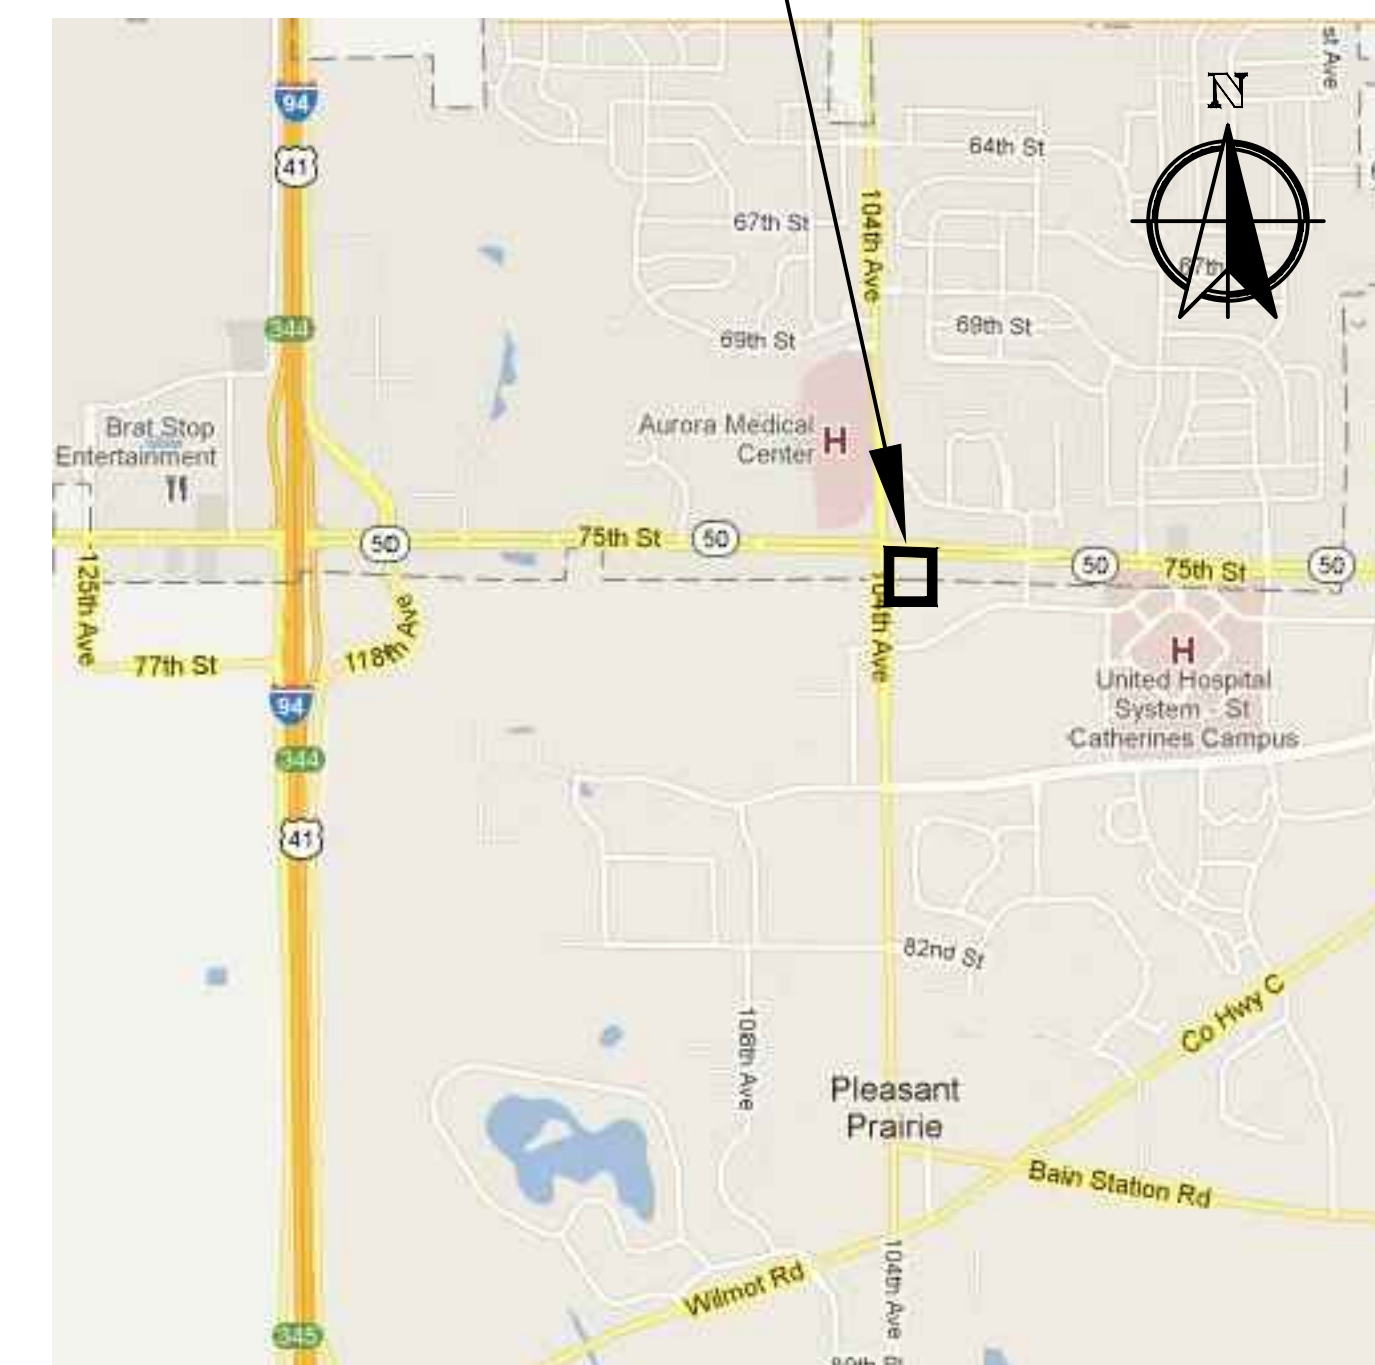 N
st Ave
94
41
64th St
104th Ave
67th St
67th
344
69th St
69th St
Brat Stop
Entertainment
Aurora Medical
Center
H
50
75th St
50
50
75th St
50
125th Ave
77th St
118th Ave
104th Ave
H
United Hospital
System - St
Catherines Campus
94
344
41
82nd St
108th Ave
Co Hwy C
Pleasant
Prairie
Bain Station Rd
Wilmot Rd
104th Ave
345